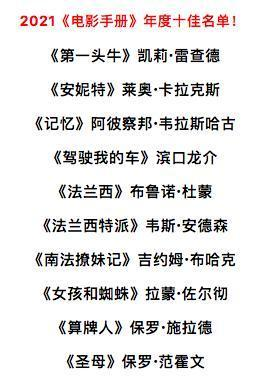 2021《电影手册》年度十佳名单！
《第一头牛》凯莉·雷查德
《安妮特》莱奥·卡拉克斯
《记忆》阿彼察邦·韦拉斯哈古
《驾驶我的车》滨口龙介
《法兰西》布鲁诺·杜蒙
《法兰西特派》韦斯·安德森
《南法撩妹记》吉约姆·布哈克
《女孩和蜘蛛》拉蒙·佐尔彻
《算牌人》保罗·施拉德
《圣母》保罗·范霍文